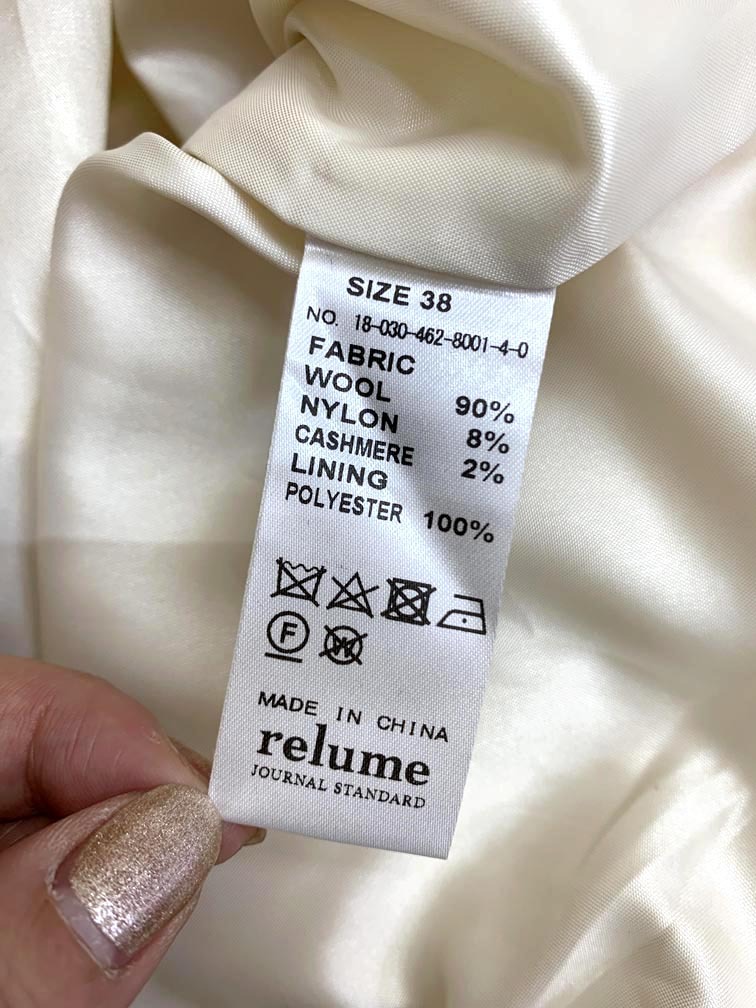 SIZE 38
NO. 18-030-462-8001-4-0
FABRIC
WOOL 90%
NYLON 8%
CASHMERE 2%
LINING
POLYESTER 100%
F W
MADE IN CHINA
relume
JOURNAL STANDARD